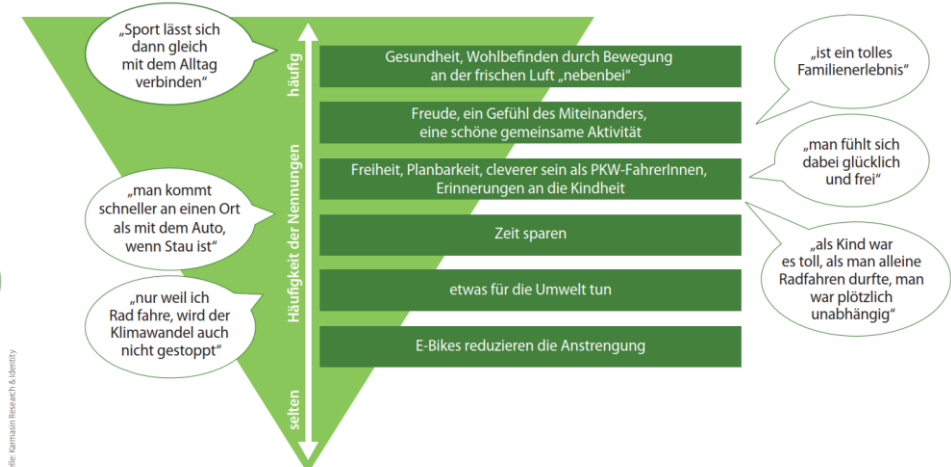 „Sport lässt sich
dann gleich
mit dem Alltag
verbinden“
„man kommt
schneller an einen Ort
als mit dem Auto,
wenn Stau ist“
„nur weil ich
Rad fahre, wird der
Klimawandel auch
nicht gestoppt“
häufig
Häufigkeit der Nennungen
selten
Gesundheit, Wohlbefinden durch Bewegung
an der frischen Luft „nebenbei“
Freude, ein Gefühl des Miteinanders,
eine schöne gemeinsame Aktivität
Freiheit, Planbarkeit, cleverer sein als PKW-FahrerInnen,
Erinnerungen an die Kindheit
Zeit sparen
etwas für die Umwelt tun
E-Bikes reduzieren die Anstrengung
„ist ein tolles
Familienerlebnis“
„man fühlt sich
dabei glücklich
und frei“
„als Kind war
es toll, als man alleine
Radfahren durfte, man
war plötzlich
unabhängig“
Karmasin Research & Identity